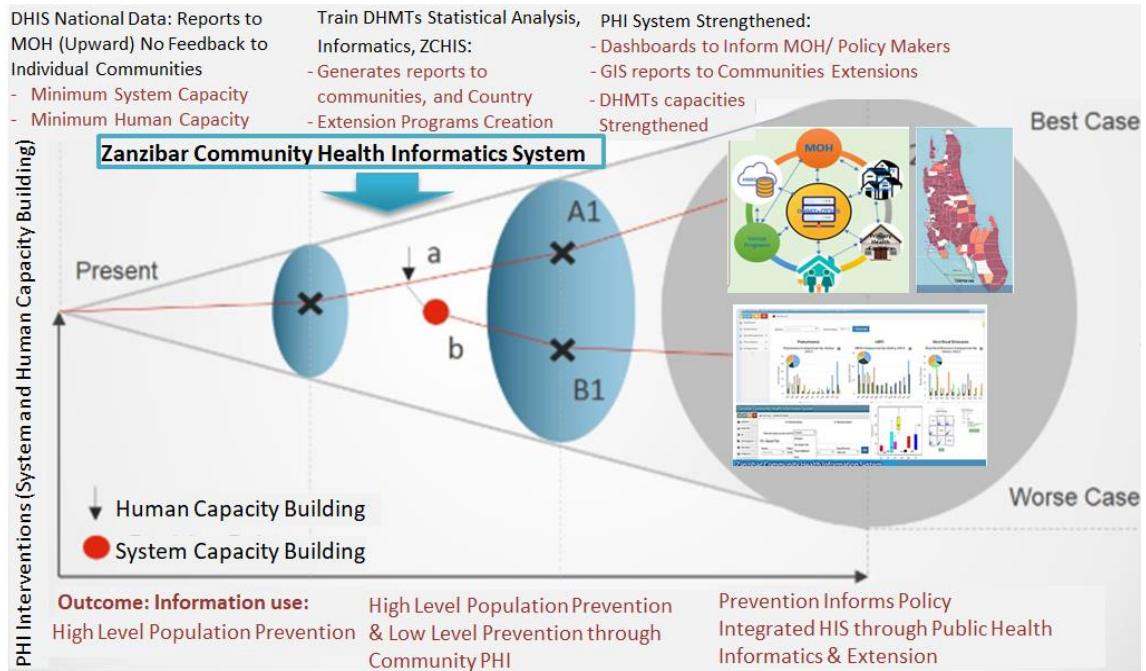 DHIS National Data: Reports to
MOH (Upward) No Feedback to
Individual Communities
- Minimum System Capacity
- Minimum Human Capacity
Train DHMTs Statistical Analysis,
Informatics, ZCHIS:
- Generates reports to
communities, and Country
- Extension Programs Creation
PHI System Strengthened:
- Dashboards to Inform MOH/ Policy Makers
- GIS reports to Communities Extensions
- DHMTs capacities
Strengthened
Zanzibar Community Health Informatics System
Best Case
Present
a
b
A1
B1
MOH
Primary
Health
Worse Case
Human Capacity Building
System Capacity Building
Zanzibar Community Health Information System
PHI Interventions (System and Human Capacity Building)
Outcome: Information use:
High Level Population Prevention
High Level Population Prevention
& Low Level Prevention through
Community PHI
Prevention Informs Policy
Integrated HIS through Public Health
Informatics & Extension